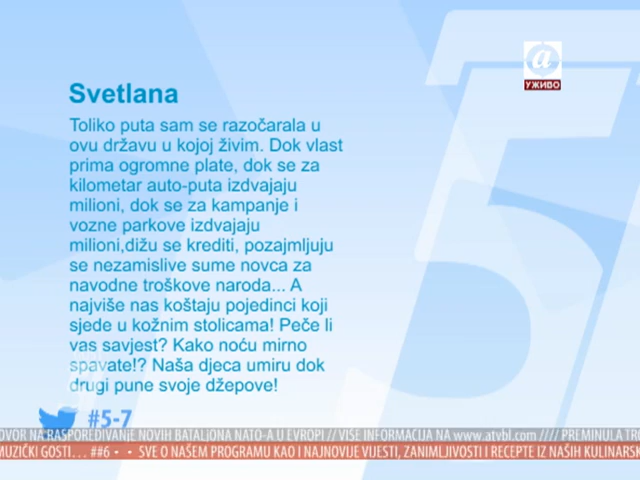 a
УЖИВО
Svetlana
Toliko puta sam se razočarala u
ovu državu u kojoj živim. Dok vlast
prima ogromne plate, dok se za
kilometar auto-puta izdvajaju
milioni, dok se za kampanje i
vozne parkove izdvajaju
milioni,dižu se krediti, pozajmljuju
se nezamislive sume novca za
navodne troškove naroda... A
najviše nas koštaju pojedinci koji
sjede u kožnim stolicama! Peče li
vas savjest? Kako noću mirno
spavate!? Naša djeca umiru dok
drugi pune svoje džepove!
#5-7
OVOR NA RASPOREĐIVANJE NOVIH BATALJONA NATO-A U EVROPI // VIŠE INFORMACIJA NA www.atvbl.com //// PREMINULA TRO
MUZIČKI GOSTI... ##6 • • SVE O NAŠEM PROGRAMU KAO I NAJNOVIJE VIJESTI, ZANIMLJIVOSTI I RECEPTE IZ NAŠIH KULINARSK